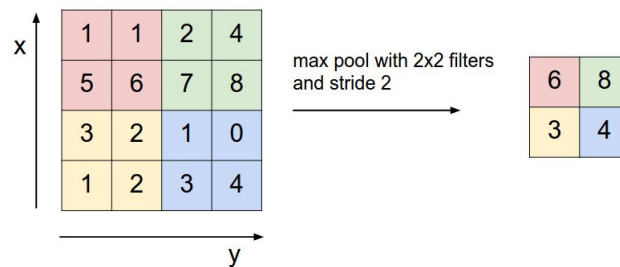 x
1 1 2 4
5 6 7 8
3 2 1 0
1 2 3 4
y
max pool with 2x2 filters
and stride 2
6 8
3 4